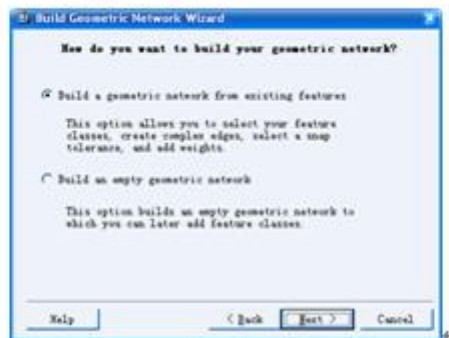 Build Geometric Network Wizard
How do you want to build your geometric network?
Build a geometric network from existing features
This option allows you to select your feature
classes, create complex edges, select a snap
tolerance, and add weights.
Build an empty geometric network
This option builds an empty geometric network to
which you can later add feature classes.
Help
< Back
Next >
Cancel